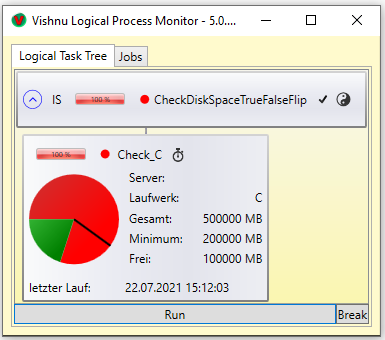 Vishnu Logical Process Monitor - 5.0....
Logical Task Tree Jobs
IS 100 % CheckDiskSpaceTrueFalseFlip
100 % Check_C
Server:
Laufwerk: C
Gesamt: 500000 MB
Minimum: 200000 MB
Frei: 100000 MB
letzter Lauf: 22.07.2021 15:12:03
Run Break